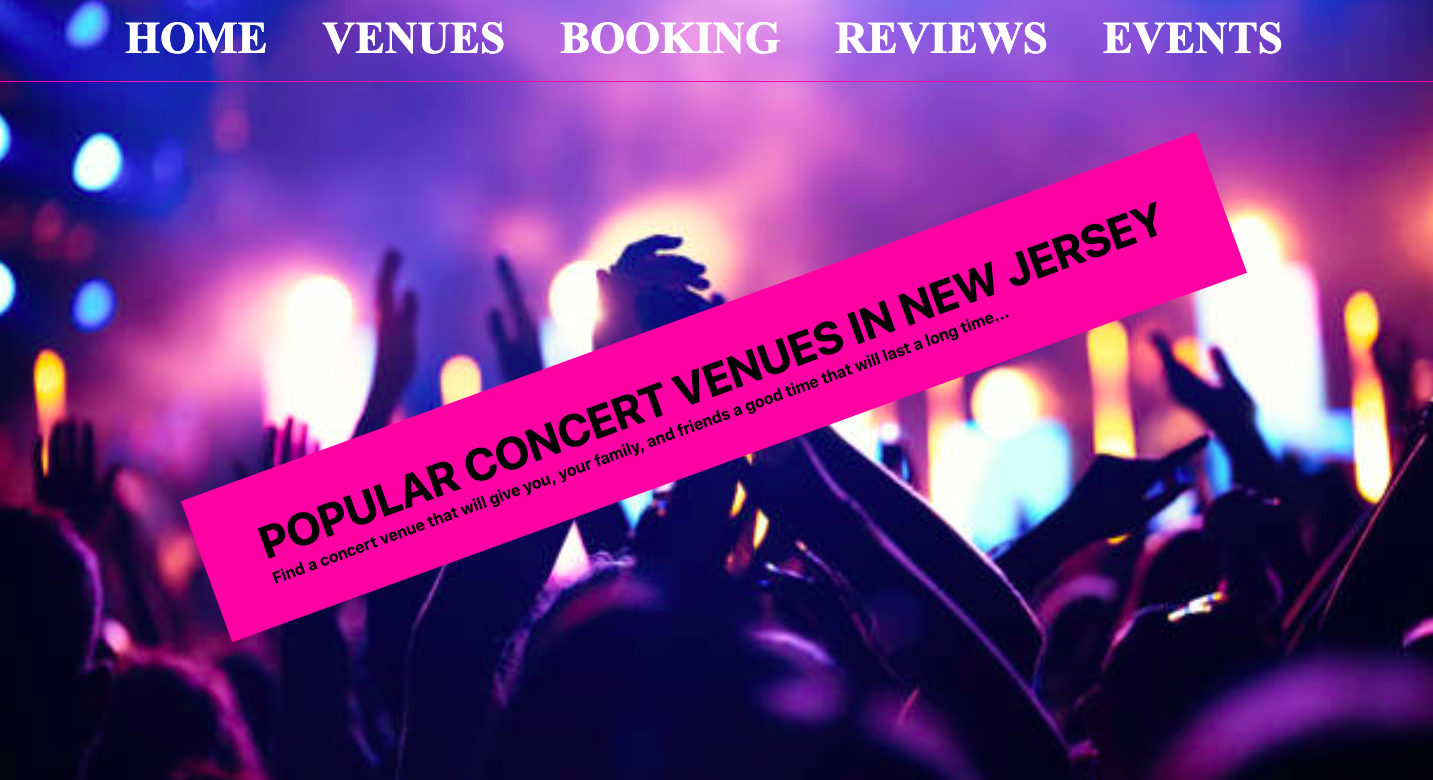 HOME VENUES BOOKING REVIEWS EVENTS
POPULAR CONCERT VENUES IN NEW JERSEY
Find a concert venue that will give you, your family, and friends a good time that will last a long time...